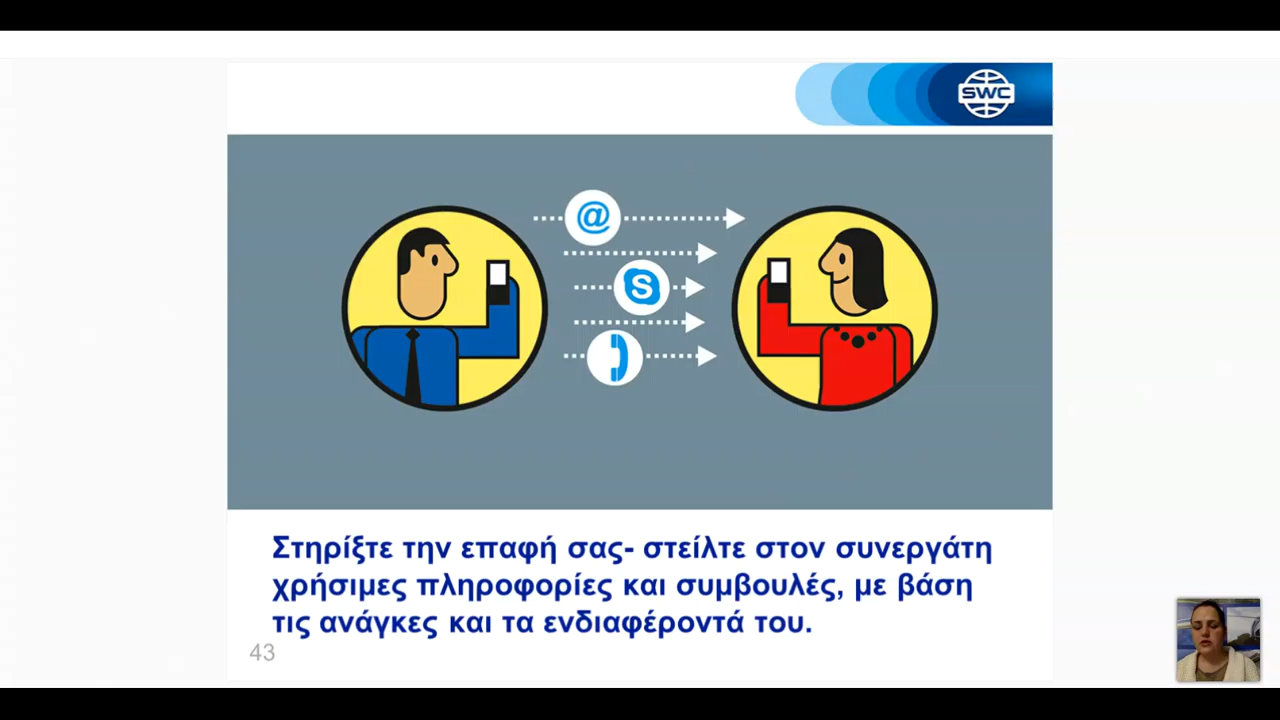 SWC
@
S
Στηρίξτε την επαφή σας- στείλτε στον συνεργάτη
χρήσιμες πληροφορίες και συμβουλές, με βάση
τις ανάγκες και τα ενδιαφέροντά του.
43